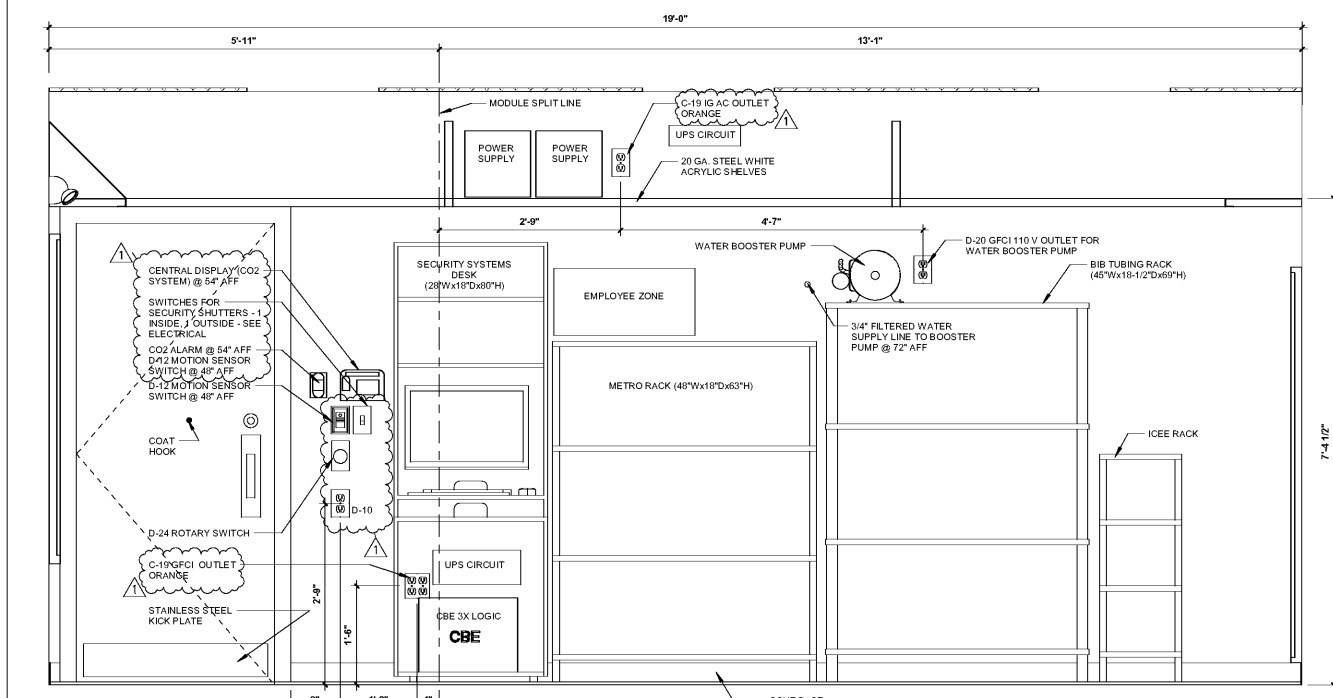 19'-0"
5'-11"
13'-1"
MODULE SPLIT LINE
C-19 IG AC OUTLET
ORANGE
1
UPS CIRCUIT
POWER
SUPPLY
POWER
SUPPLY
20 GA. STEEL WHITE
ACRYLIC SHELVES
2'-9"
4'-7"
1
CENTRAL DISPLAY (CO2
SYSTEM) @ 54" AFF
SWITCHES FOR
SECURITY SHUTTERS - 1
INSIDE, 1 OUTSIDE - SEE
ELECTRICAL
CO2 ALARM @ 54" AFF
D-12 MOTION SENSOR
SWITCH @ 48" AFF
D-12 MOTION SENSOR
SWITCH @ 48" AFF
COAT
HOOK
D-24 ROTARY SWITCH
C-19 GFCI OUTLET
ORANGE
1
STAINLESS STEEL
KICK PLATE
D-10
1
2'-9"
1'-6"
SECURITY SYSTEMS
DESK
(28"Wx18"Dx80"H)
EMPLOYEE ZONE
METRO RACK (48"Wx18"Dx63"H)
UPS CIRCUIT
CBE 3X LOGIC
CBE
WATER BOOSTER PUMP
D-20 GFCI 110 V OUTLET FOR
WATER BOOSTER PUMP
BIB TUBING RACK
(45"Wx18-1/2"Dx69"H)
3/4" FILTERED WATER
SUPPLY LINE TO BOOSTER
PUMP @ 72" AFF
ICEE RACK
7'-4 1/2"